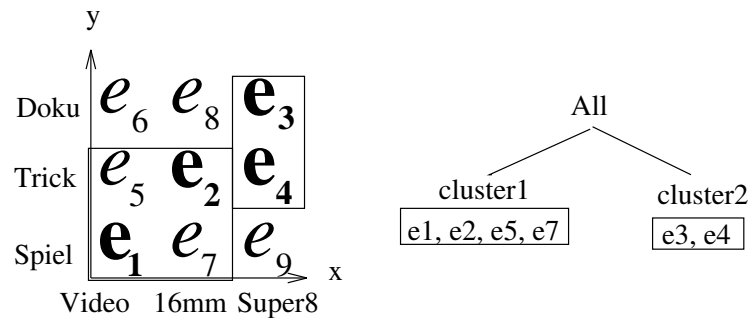 y
Doku e6 e8 e3
Trick e5 e2 e4
Spiel e1 e7 e9
x
Video 16mm Super8
All
cluster1 cluster2
e1, e2, e5, e7 e3, e4